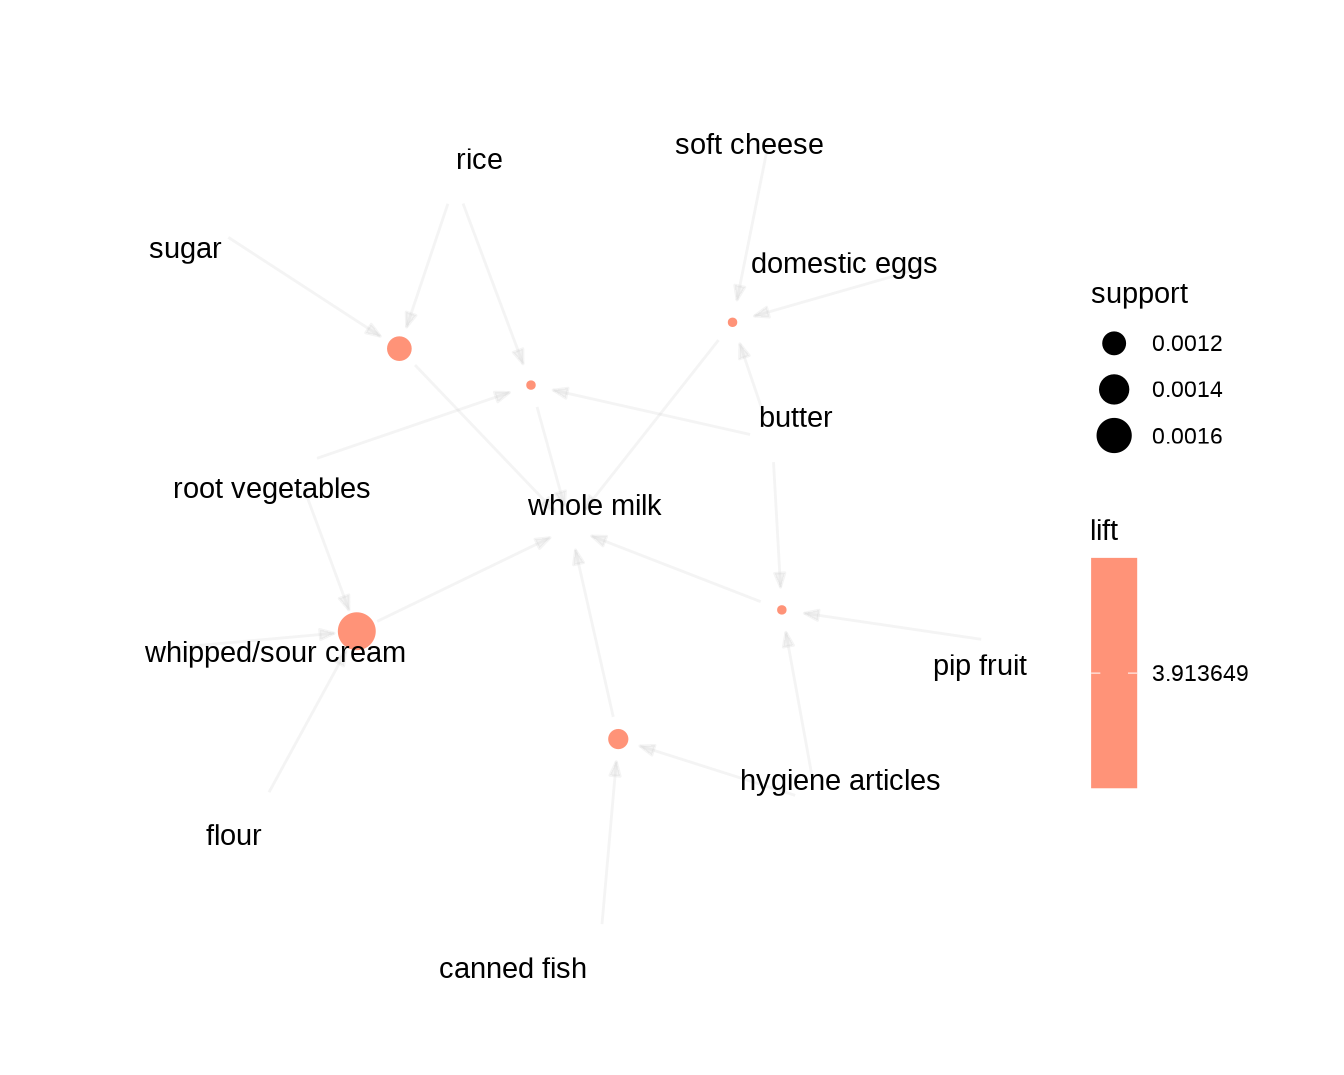 soft cheese
rice
sugar
domestic eggs
butter
root vegetables
whole milk
whipped/sour cream
pip fruit
hygiene articles
flour
canned fish
support
0.0012
0.0014
0.0016
lift
3.913649